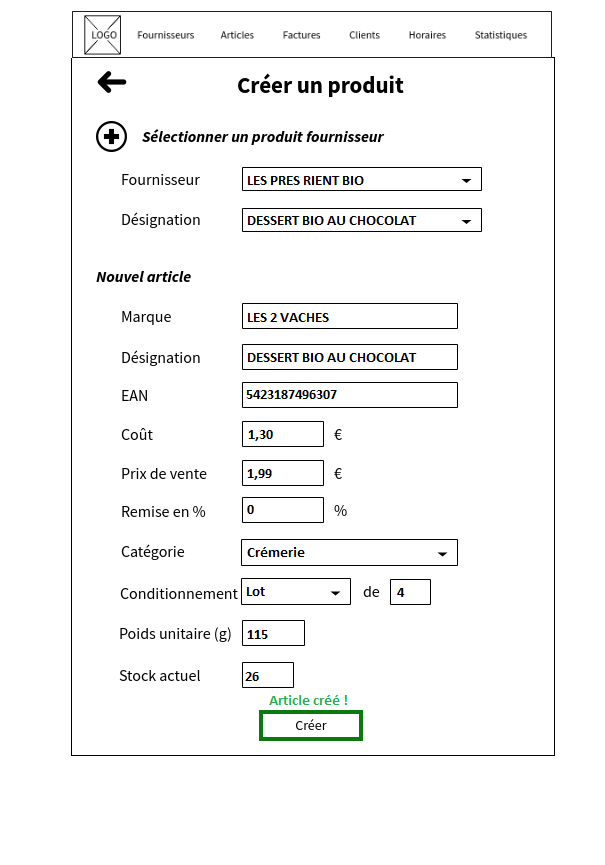 LOGO Fournisseurs Articles Factures Clients Horaires Statistiques
Créer un produit
Sélectionner un produit fournisseur
Fournisseur LES PRES RIENT BIO
Désignation DESSERT BIO AU CHOCOLAT
Nouvel article
Marque LES 2 VACHES
Désignation DESSERT BIO AU CHOCOLAT
EAN 5423187496307
Coût 1,30 €
Prix de vente 1,99 €
Remise en % 0 %
Catégorie Crémerie
Conditionnement Lot de 4
Poids unitaire (g) 115
Stock actuel 26
Article créé !
Créer